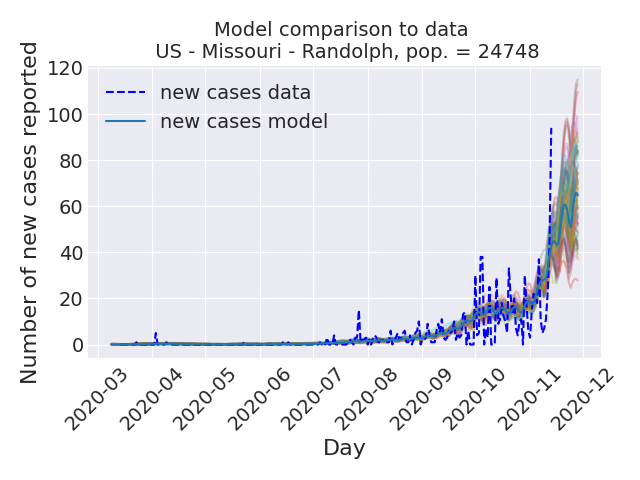 Model comparison to data
US - Missouri - Randolph, pop. = 24748
Number of new cases reported
120
100
80
60
40
20
0
new cases data
new cases model
2020-03
2020-04
2020-05
2020-06
2020-07
2020-08
2020-09
2020-10
2020-11
2020-12
Day